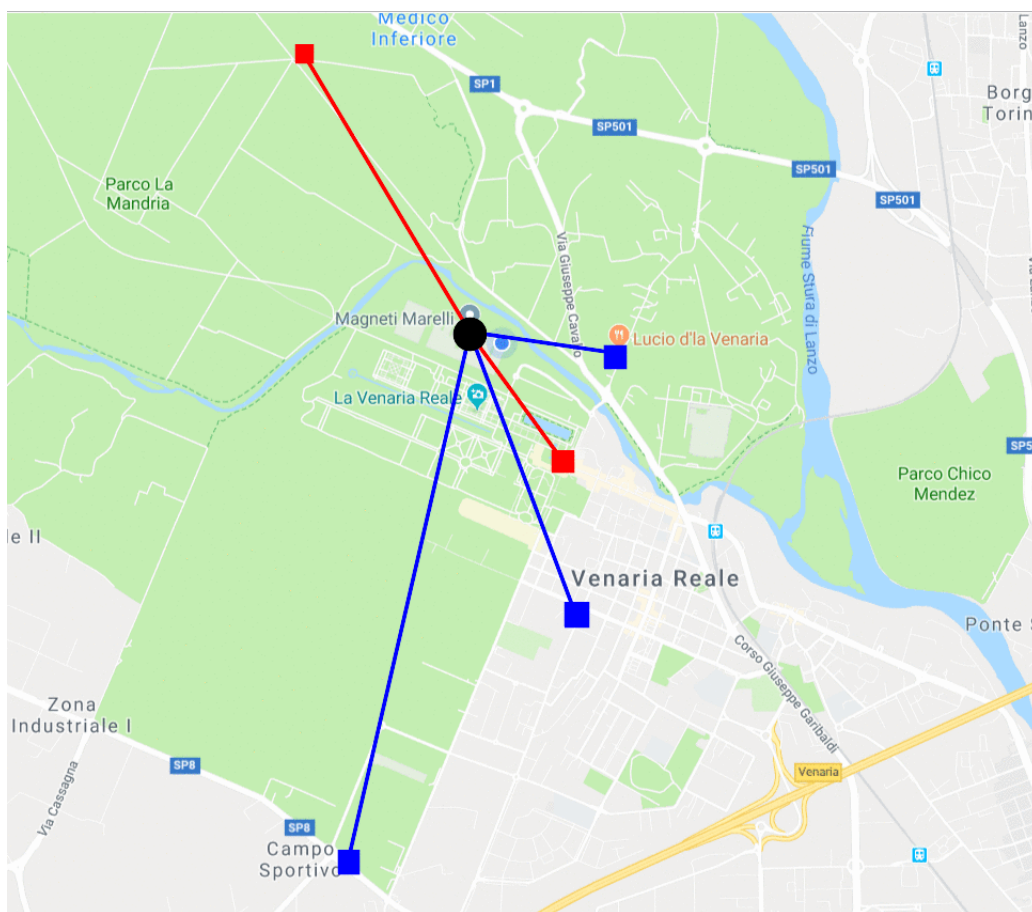 Medico
Inferiore
Lanzo
SP1
SP501
Borg
Torin
SP501
SP501
Parco La
Mandria
Via Giuseppe Cavallo
Fiume Stura di Lanzo
Magneti Marelli
Lucio d'la Venaria
La Venaria Reale
SP5
Parco Chico
Mendez
le II
Venaria Reale
Ponte S
Corso Giuseppe Garibaldi
Zona
Industriale I
SP8
Venaria
Via Cassagna
SP8
Campo
Sportivo